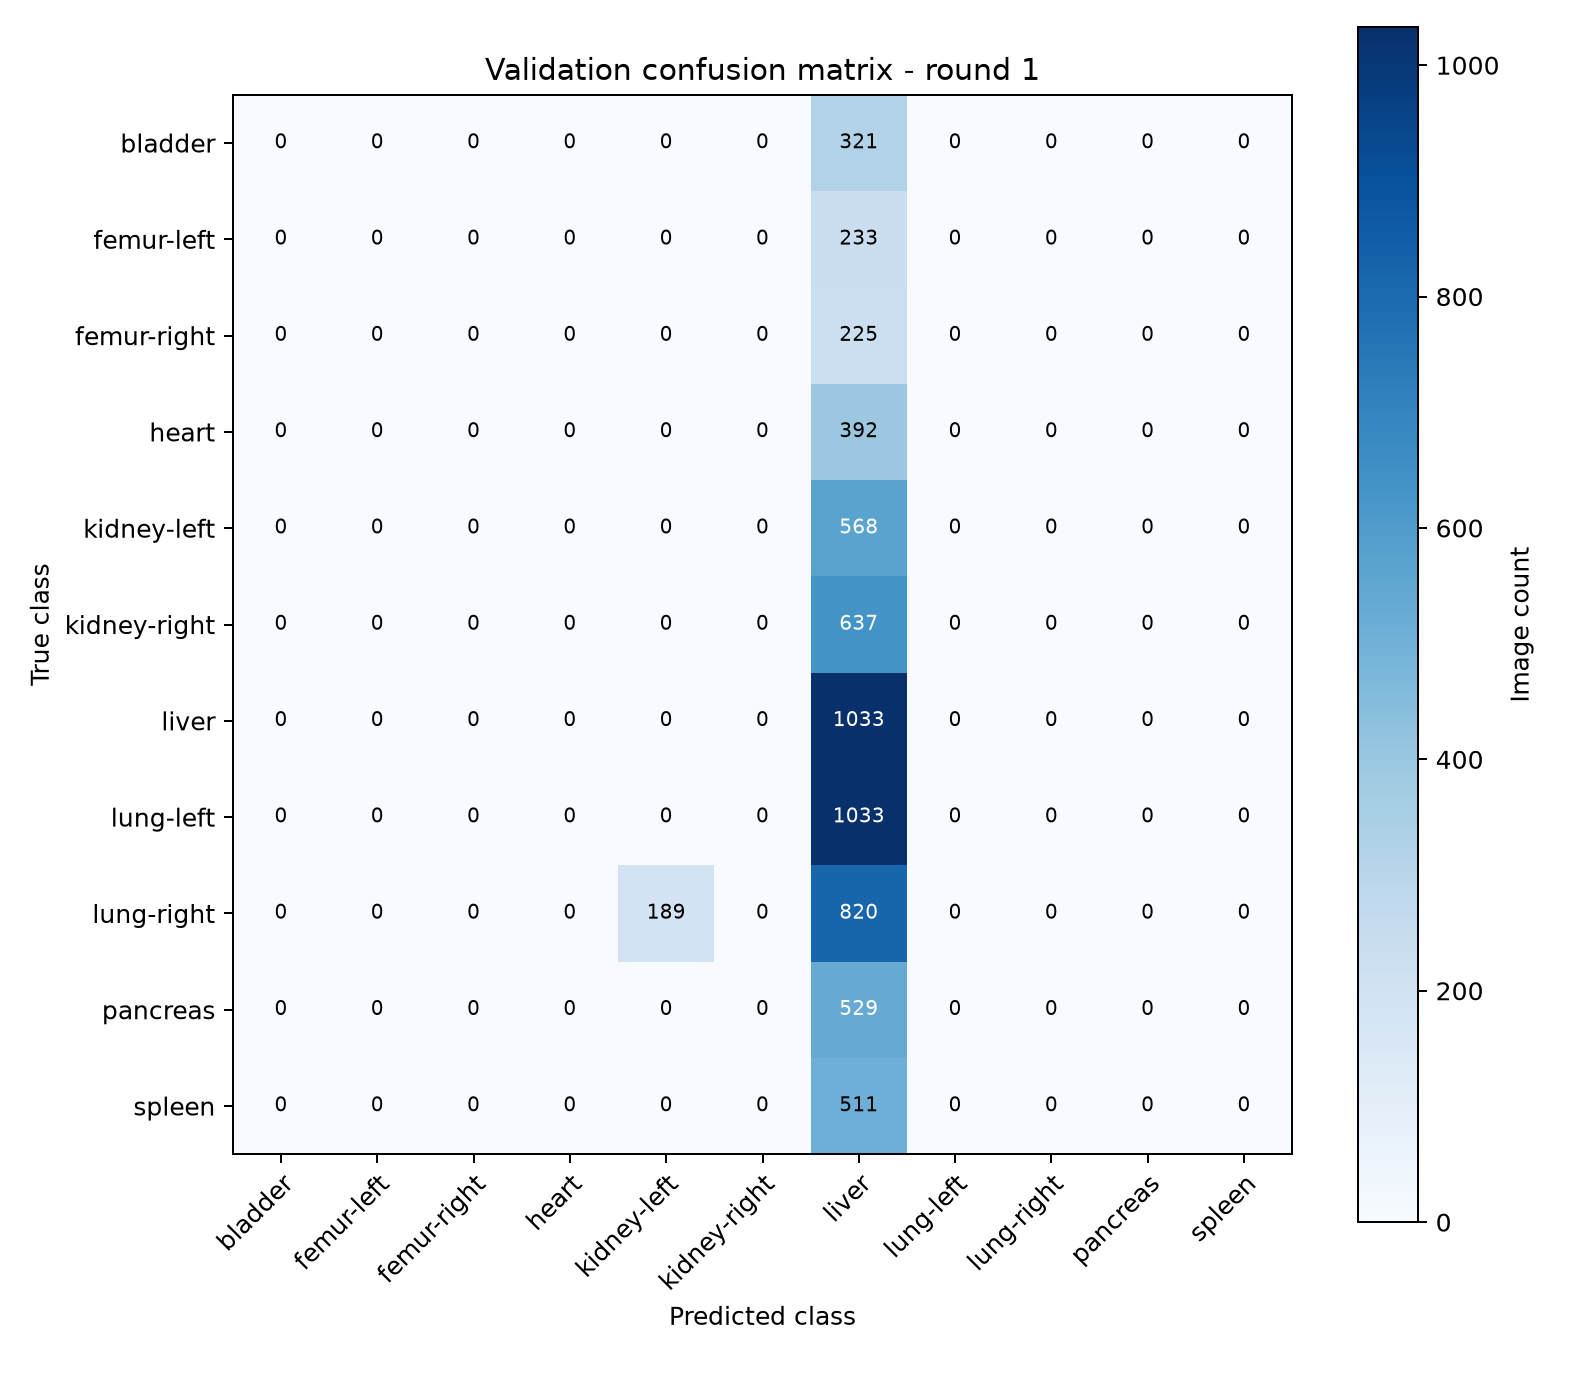 Validation confusion matrix - round 1
bladder 0 0 0 0 0 0 321 0 0 0 0
femur-left 0 0 0 0 0 0 233 0 0 0 0
femur-right 0 0 0 0 0 0 225 0 0 0 0
heart 0 0 0 0 0 0 392 0 0 0 0
kidney-left 0 0 0 0 0 0 568 0 0 0 0
kidney-right 0 0 0 0 0 0 637 0 0 0 0
liver 0 0 0 0 0 0 1033 0 0 0 0
lung-left 0 0 0 0 0 0 1033 0 0 0 0
lung-right 0 0 0 0 189 0 820 0 0 0 0
pancreas 0 0 0 0 0 0 529 0 0 0 0
spleen 0 0 0 0 0 0 511 0 0 0 0
bladder femur-left femur-right heart kidney-left kidney-right liver lung-left lung-right pancreas spleen
Predicted class
True class
1000
800
600
400
200
0
Image count